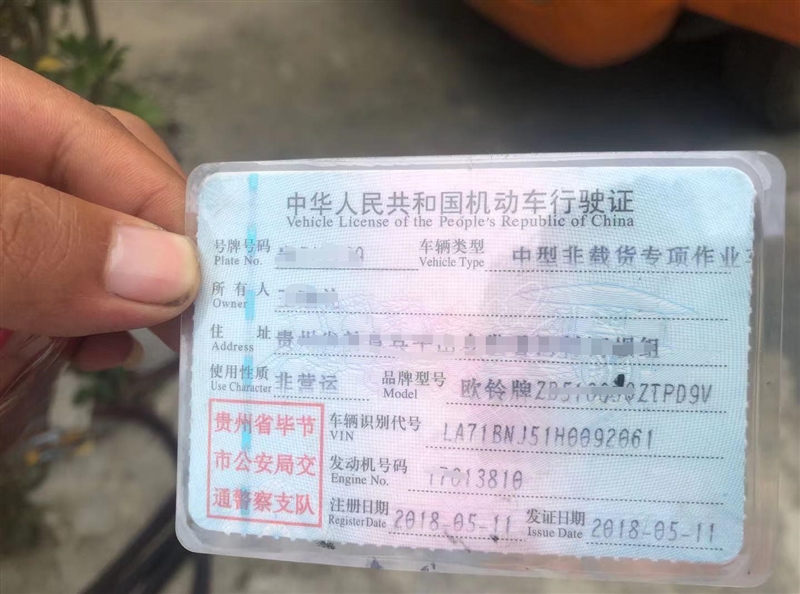 中华人民共和国机动车行驶证
Vehicle License of the People's Republic of China
号牌号码
Plate No.
车辆类型 中型非载货专项作业车
Vehicle Type
所有人
Owner
住 址 贵州省
Address
使用性质 非营运
Use Character
品牌型号 欧铃牌
Model
贵州省毕节
市公安局交
通警察支队
车辆识别代号 LA71BNJ51H0092061
VIN
发动机号码 17C13810
Engine No.
注册日期 2018-05-11
Register Date
发证日期 2018-05-11
Issue Date